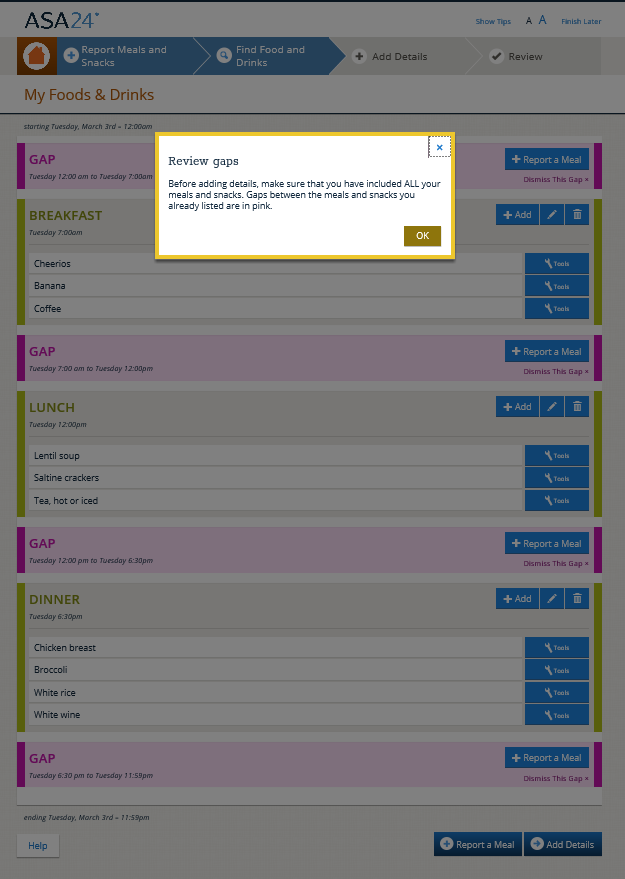 ASA24°
Show Tips A A Finish Later
Report Meals and
Snacks
Find Food and
Drinks
Add Details
Review
My Foods & Drinks
starting Tuesday, March 3rd – 12:00am
×
Review gaps
Before adding details, make sure that you have included ALL your
meals and snacks. Gaps between the meals and snacks you
already listed are in pink.
OK
GAP
Report a Meal
Tuesday 12:00 am to Tuesday 7:00am
Dismiss This Gap ×
BREAKFAST
Add
Tuesday 7:00am
Cheerios Tools
Banana Tools
Coffee Tools
GAP
Report a Meal
Tuesday 7:00 am to Tuesday 12:00pm
Dismiss This Gap ×
LUNCH
Add
Tuesday 12:00pm
Lentil soup Tools
Saltine crackers Tools
Tea, hot or iced Tools
GAP
Report a Meal
Tuesday 12:00 pm to Tuesday 6:30pm
Dismiss This Gap ×
DINNER
Add
Tuesday 6:30pm
Chicken breast Tools
Broccoli Tools
White rice Tools
White wine Tools
GAP
Report a Meal
Tuesday 6:30 pm to Tuesday 11:59pm
Dismiss This Gap ×
ending Tuesday, March 3rd – 11:59pm
Help
Report a Meal
Add Details